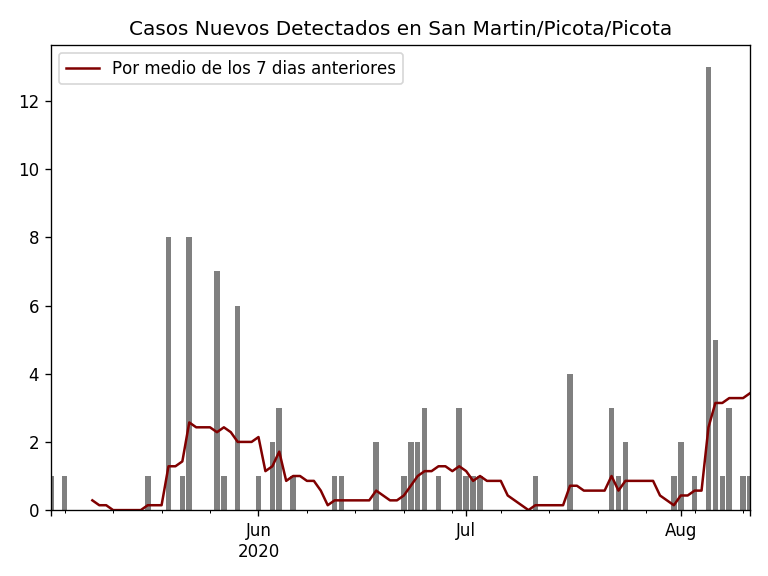 Casos Nuevos Detectados en San Martin/Picota/Picota
Por medio de los 7 dias anteriores
12
10
8
6
4
2
0
Jun
2020
Jul
Aug